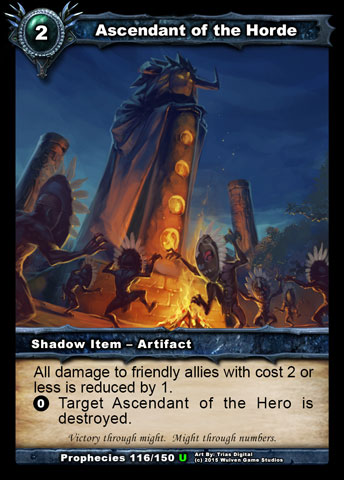 2
Ascendant of the Horde
Shadow Item – Artifact
All damage to friendly allies with cost 2 or
less is reduced by 1.
0 Target Ascendant of the Hero is
destroyed.
Victory through might. Might through numbers.
Prophecies 116/150 U
Art By: Trias Digital
(c) 2015 Wulven Game Studios